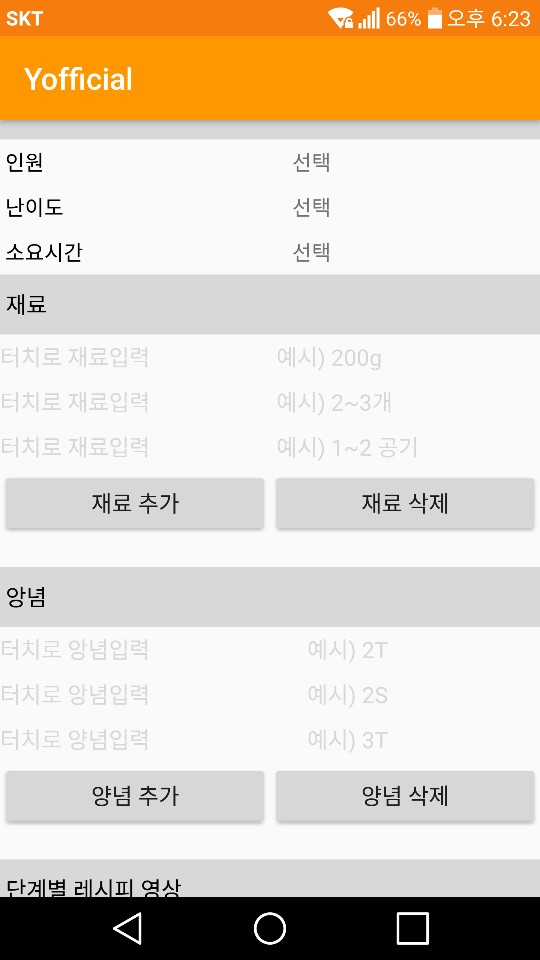 SKT 66% 오후 6:23
Yofficial
인원 선택
난이도 선택
소요시간 선택
재료
터치로 재료입력 예시) 200g
터치로 재료입력 예시) 2~3개
터치로 재료입력 예시) 1~2 공기
재료 추가 재료 삭제
앙념
터치로 앙념입력 예시) 2T
터치로 앙념입력 예시) 2S
터치로 양념입력 예시) 3T
양념 추가 양념 삭제
단계별 레시피 영상